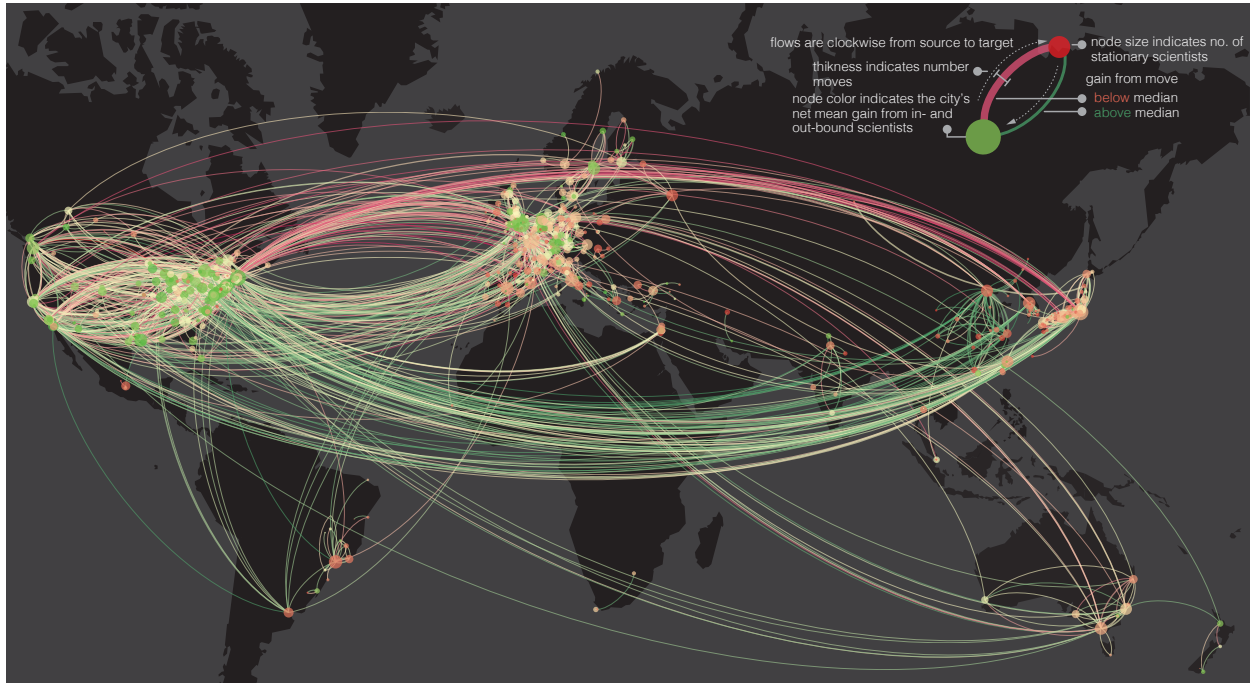 flows are clockwise from source to target
thikness indicates number
moves
node color indicates the city's
net mean gain from in- and
out-bound scientists
node size indicates no. of
stationary scientists
gain from move
below median
above median